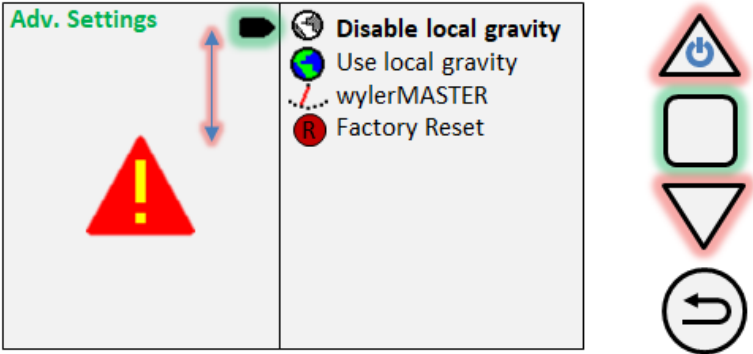 Adv. Settings
Disable local gravity
Use local gravity
wylerMASTER
R Factory Reset